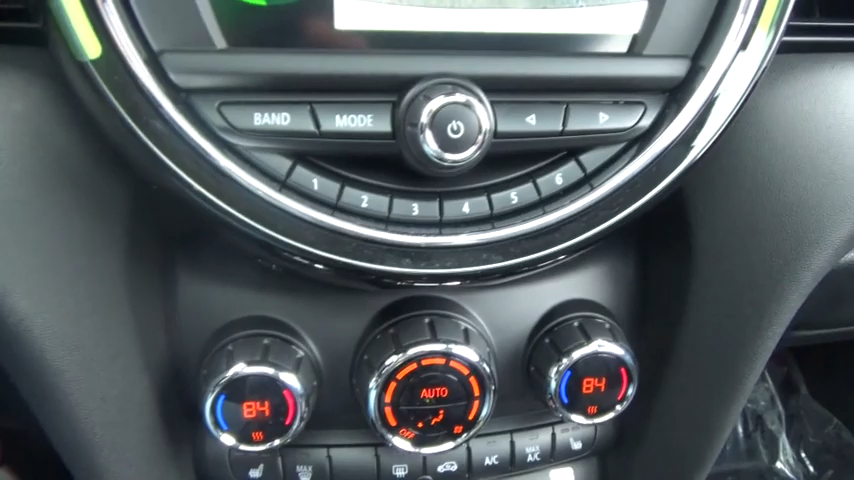 BAND MODE
1 2 3 4 5 6
84 AUTO 84
OFF
MAX A/C MAX
A/C